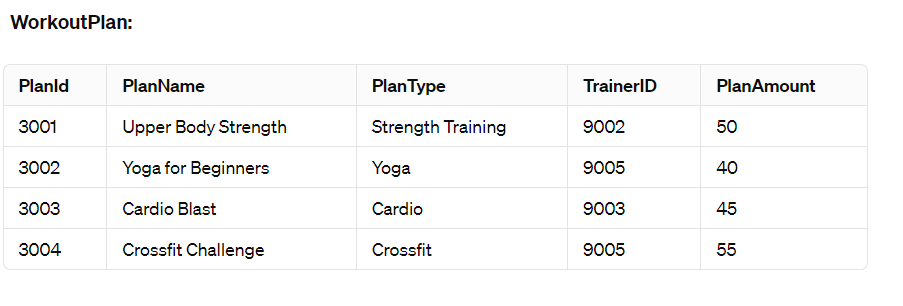 WorkoutPlan:
PlanId PlanName PlanType TrainerID PlanAmount
3001 Upper Body Strength Strength Training 9002 50
3002 Yoga for Beginners Yoga 9005 40
3003 Cardio Blast Cardio 9003 45
3004 Crossfit Challenge Crossfit 9005 55